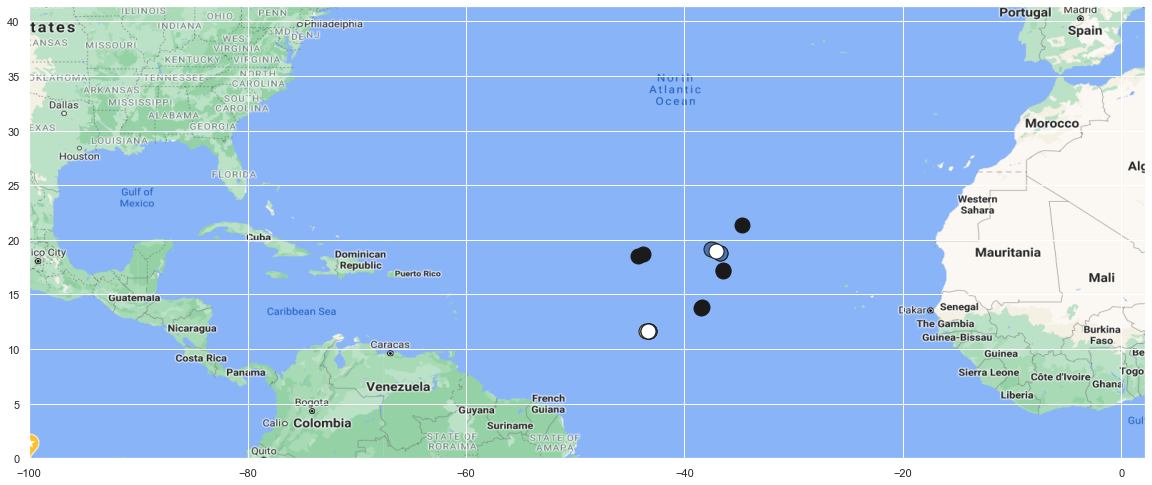 40
35
30
25
20
15
10
5
0
−100
−80
−60
−40
−20
0
ILLINOIS
OHIO
PENN
Philadelphia
tates
INDIANA
MD
DE
NJ
ANSAS
MISSOURI
WEST
VIRGINIA
KENTUCKY
VIRGINIA
OKLAHOMA
TENNESSEE
NORTH
CAROLINA
ARKANSAS
Dallas
MISSISSIPPI
SOUTH
CAROLINA
ALABAMA
EXAS
GEORGIA
LOUISIANA
Houston
FLORIDA
Gulf of
Mexico
Cuba
ico City
Dominican
Republic
Puerto Rico
Guatemala
Caribbean Sea
Nicaragua
Caracas
Costa Rica
Panama
Venezuela
Bogota
Cali
Colombia
Guyana
French
Guiana
Suriname
STATE OF
RORAIMA
STATE OF
AMAPA
Quito
North
Atlantic
Ocean
Portugal
Madrid
Spain
Morocco
Alg
Western
Sahara
Mauritania
Mali
Dakar
Senegal
The Gambia
Guinea-Bissau
Burkina
Faso
Guinea
Be
Sierra Leone
Côte d'Ivoire
Togo
Ghana
Liberia
Gulf